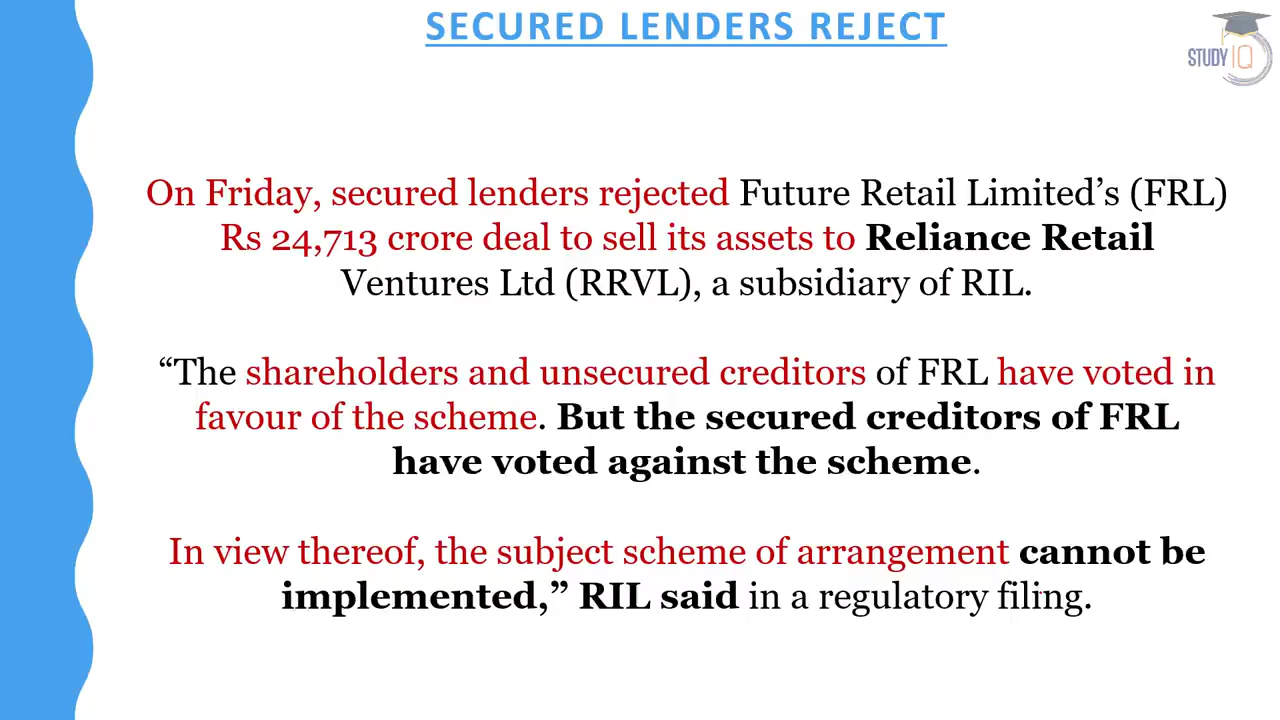 SECURED LENDERS REJECT
STUDY IQ
On Friday, secured lenders rejected Future Retail Limited’s (FRL)
Rs 24,713 crore deal to sell its assets to Reliance Retail
Ventures Ltd (RRVL), a subsidiary of RIL.
“The shareholders and unsecured creditors of FRL have voted in
favour of the scheme. But the secured creditors of FRL
have voted against the scheme.
In view thereof, the subject scheme of arrangement cannot be
implemented,” RIL said in a regulatory filing.